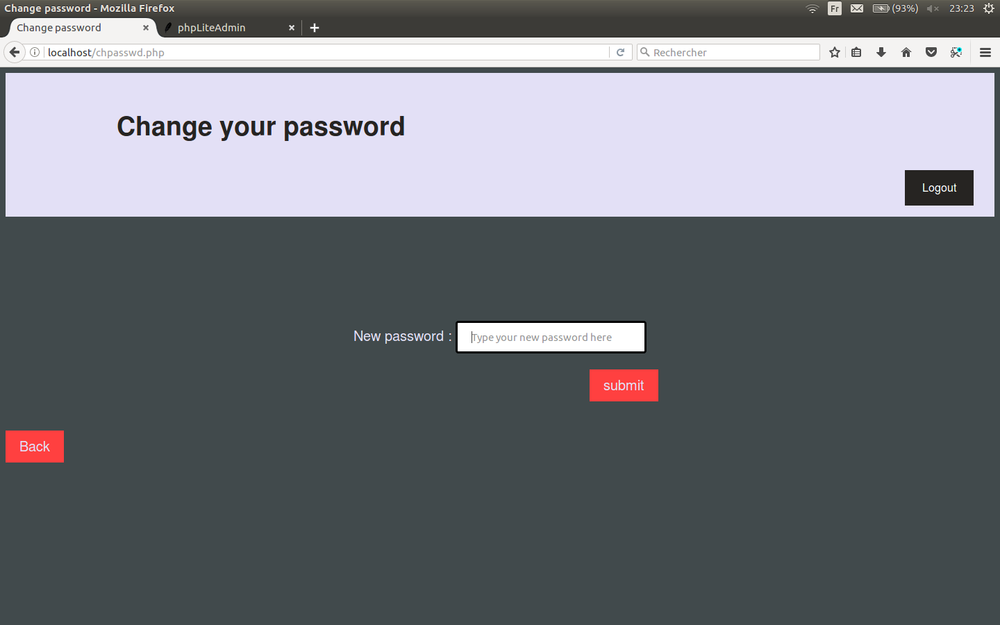 Change password - Mozilla Firefox
Fr
(93%)
23:23
Change password
phpLiteAdmin
localhost/chpasswd.php
Rechercher
Change your password
Logout
New password :
Type your new password here
submit
Back